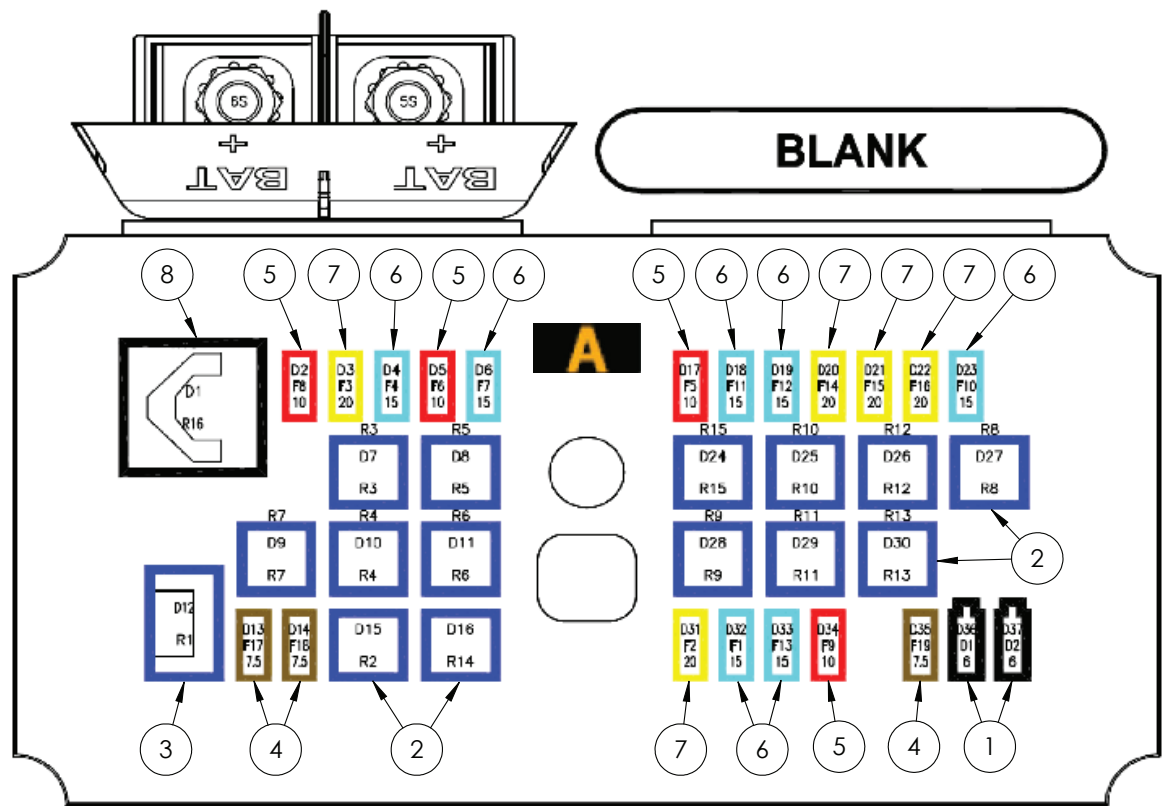 S9 S5
+ +
BAT BAT
BLANK
8 5 7 6 5 6 5 6 6 7 7 7 6
A
D2 D3 D4 D5 D6 D17 D18 D19 D20 D21 D22 D23
F8 F3 F4 F6 F7 F5 F11 F12 F14 F15 F16 F10
10 20 15 10 15 10 15 15 20 20 20 15
D1
R16
R3 R5 R15 R10 R12 R8
D7 D8 D24 D25 D26 D27
R3 R5 R15 R10 R12 R8
R7 R4 R6 R9 R11 R13
D9 D10 D11 D28 D29 D30
R7 R4 R6 R9 R11 R13
2
D12
R1
D13 D14 D15 D16 D31 D32 D33 D34 D35 D36 D37
F17 F16 R2 R14 F2 F1 F13 F9 F19 D1 D2
7.5 7.5 20 15 15 10 7.5 6 6
3 4 2 7 6 5 4 1